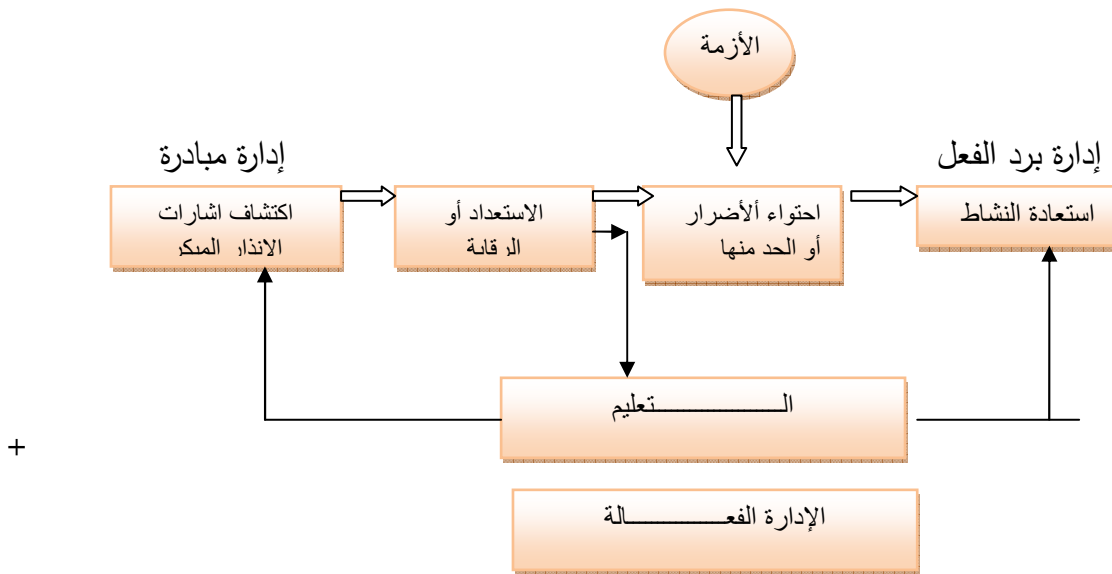 الأزمة
إدارة مبادرة
إدارة برد الفعل
اكتشاف اشارات
الانذار المبكر
الاستعداد أو
الرقابة
احتواء ألأضرار
أو الحد منها
استعادة النشاط
الـــــــــــــــتعليم
+
الإدارة الفعـــــــــــالة